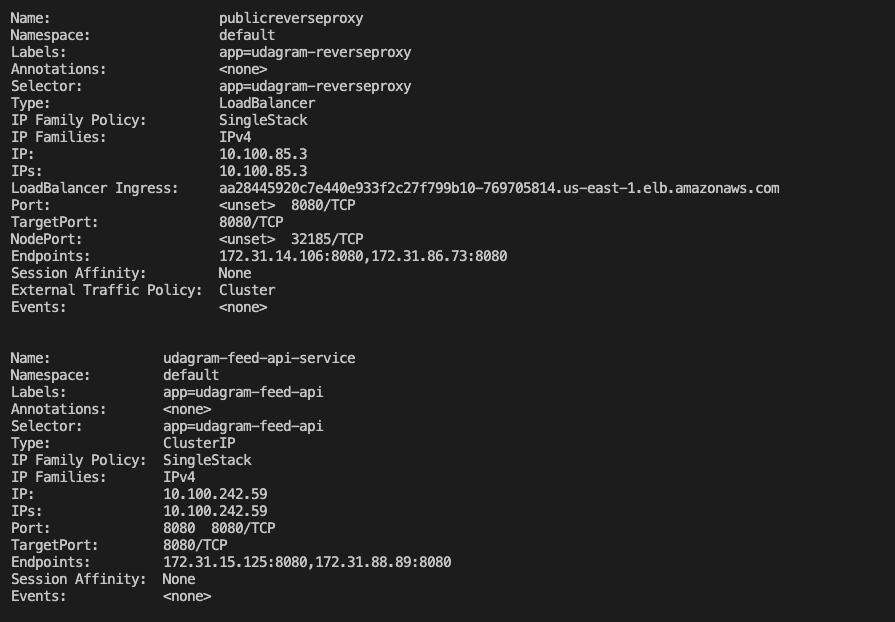 Name:                     publicreverseproxy
Namespace:                default
Labels:                   app=udagram-reverseproxy
Annotations:              <none>
Selector:                 app=udagram-reverseproxy
Type:                     LoadBalancer
IP Family Policy:         SingleStack
IP Families:              IPv4
IP:                       10.100.85.3
IPs:                      10.100.85.3
LoadBalancer Ingress:     aa28445920c7e440e933f2c27f799b10-769705814.us-east-1.elb.amazonaws.com
Port:                     <unset>  8080/TCP
TargetPort:               8080/TCP
NodePort:                 <unset>  32185/TCP
Endpoints:                172.31.14.106:8080,172.31.86.73:8080
Session Affinity:         None
External Traffic Policy:  Cluster
Events:                   <none>

Name:              udagram-feed-api-service
Namespace:         default
Labels:            app=udagram-feed-api
Annotations:       <none>
Selector:          app=udagram-feed-api
Type:              ClusterIP
IP Family Policy:  SingleStack
IP Families:       IPv4
IP:                10.100.242.59
IPs:               10.100.242.59
Port:              8080  8080/TCP
TargetPort:        8080/TCP
Endpoints:         172.31.15.125:8080,172.31.88.89:8080
Session Affinity:  None
Events:            <none>